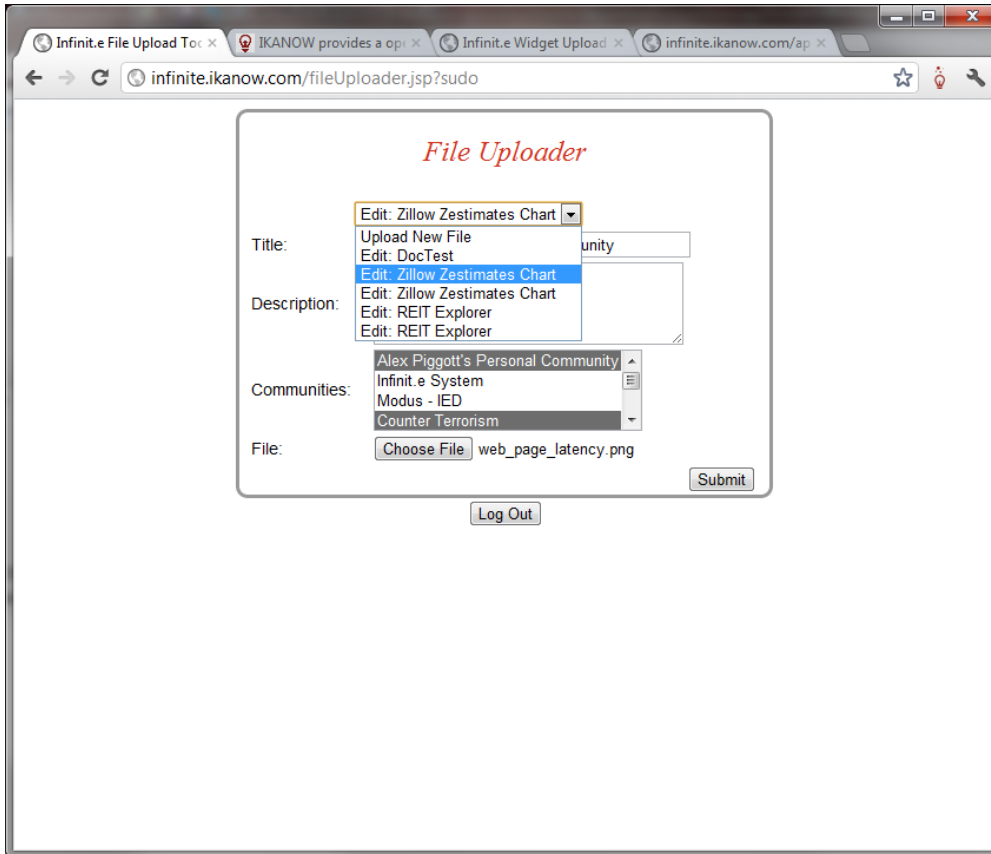 Infinit.e File Upload Too
IKANOW provides a ope
Infinit.e Widget Upload
infinite.ikanow.com/ap
infinite.ikanow.com/fileUploader.jsp?sudo
File Uploader
Edit: Zillow Zestimates Chart
Upload New File
Edit: DocTest
Edit: Zillow Zestimates Chart
Edit: Zillow Zestimates Chart
Edit: REIT Explorer
Edit: REIT Explorer
Title:
unity
Description:
Communities:
Alex Piggott's Personal Community
Infinit.e System
Modus - IED
Counter Terrorism
File:
Choose File web_page_latency.png
Submit
Log Out